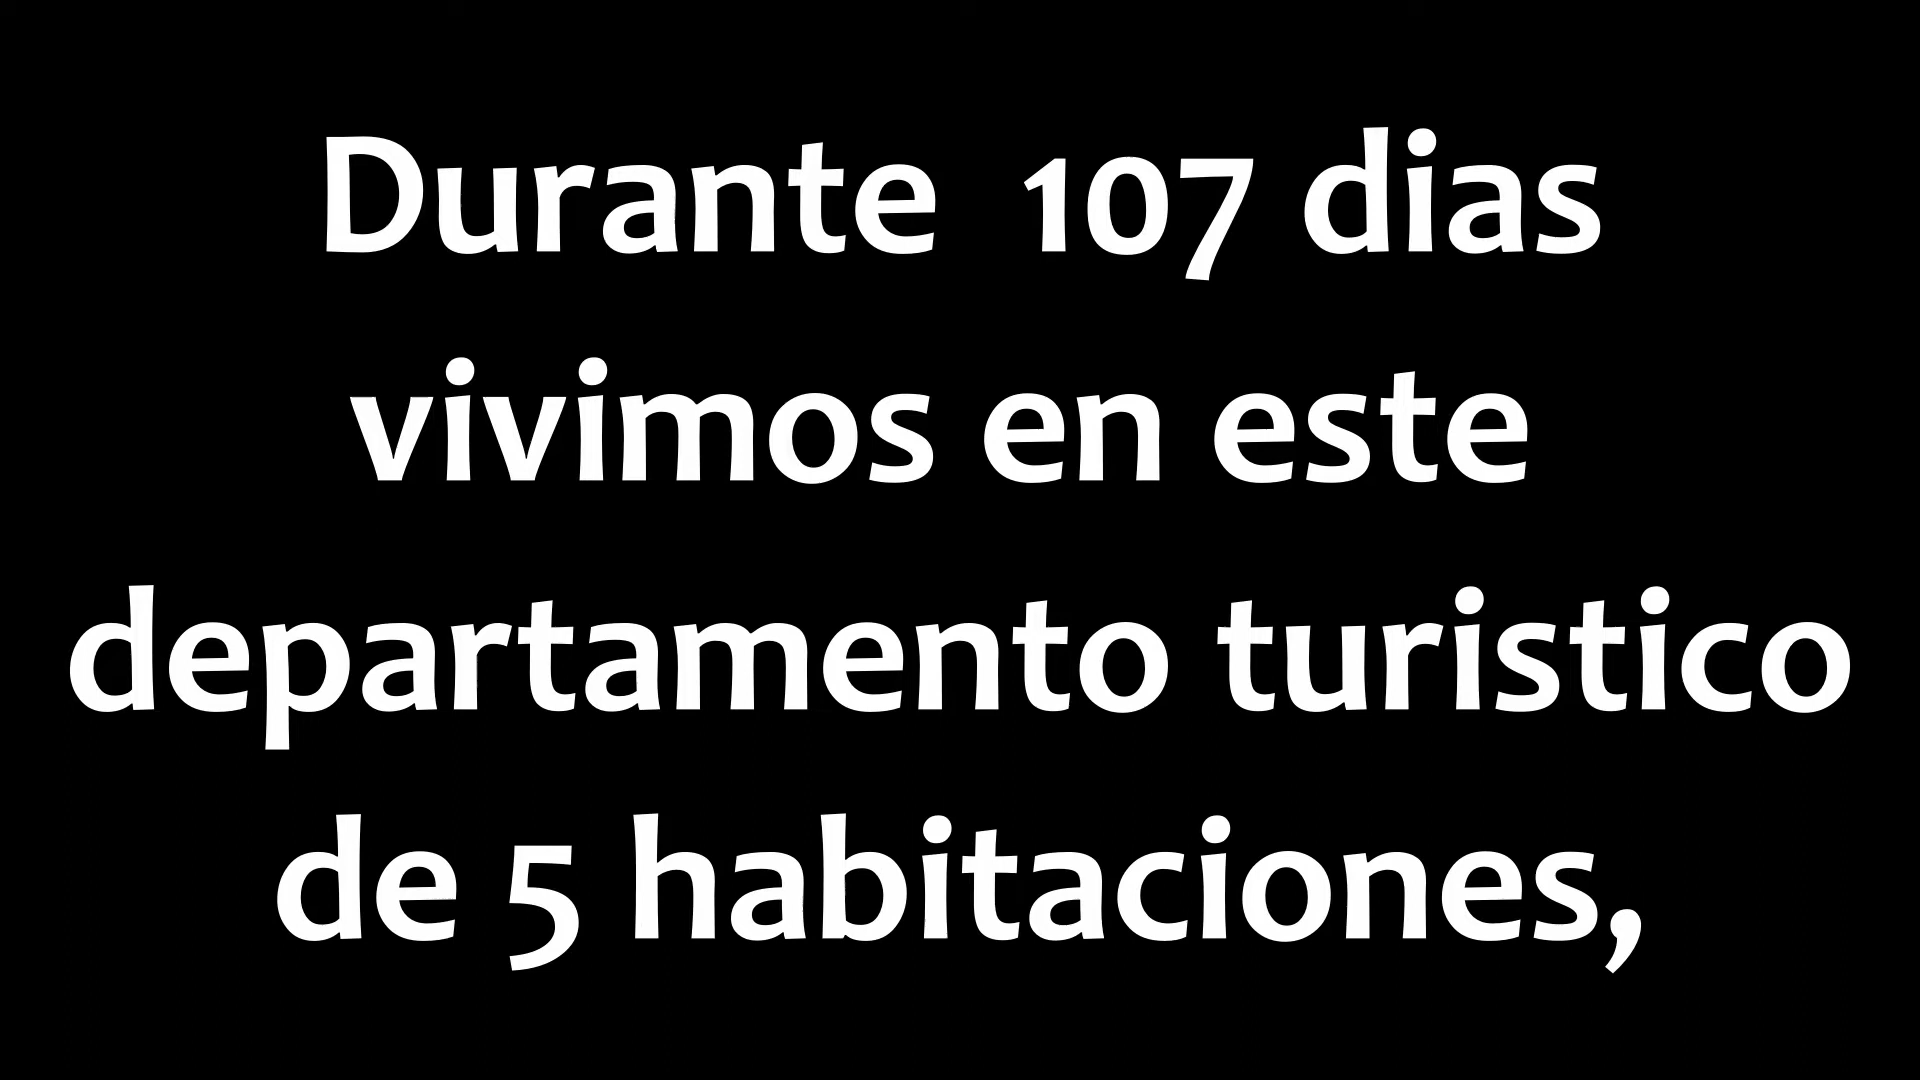 Durante  107 dias
vivimos en este
departamento turistico
de 5 habitaciones,